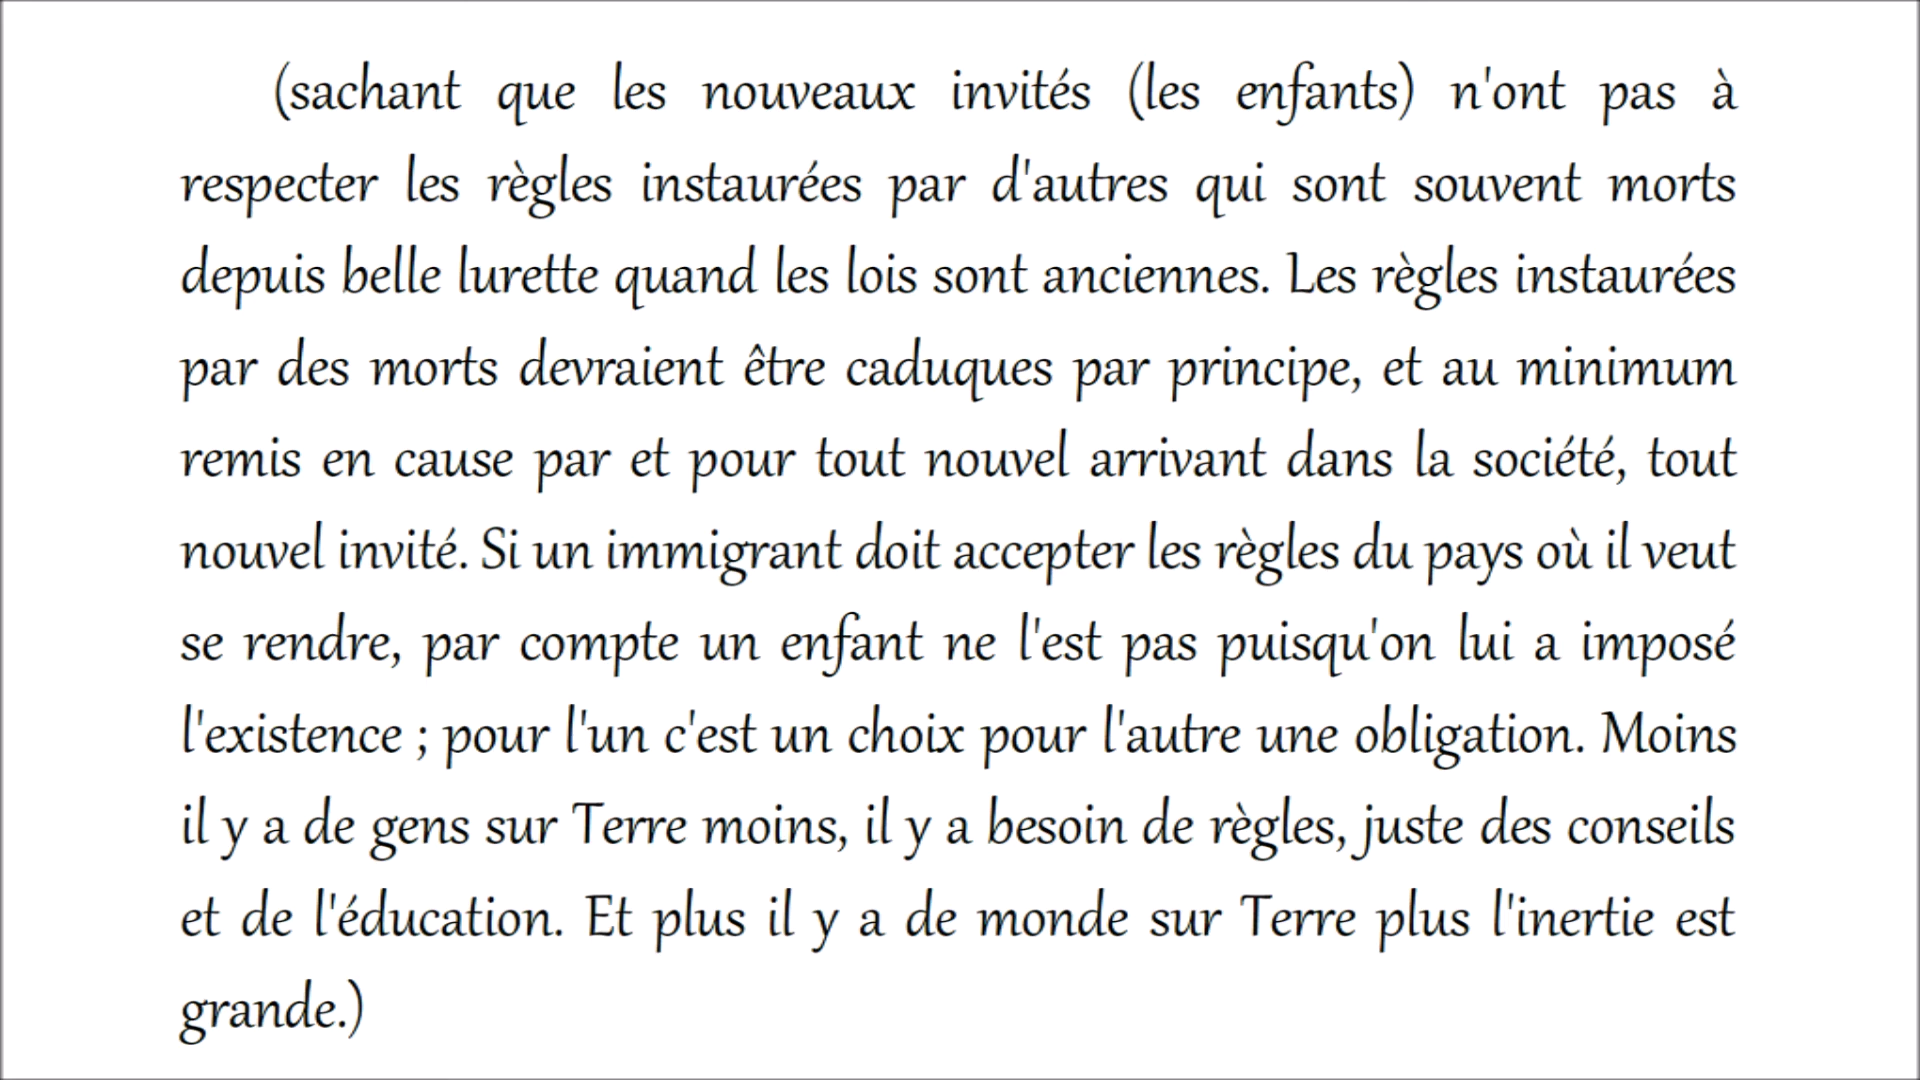 (sachant que les nouveaux invités (les enfants) n'ont pas à
respecter les règles instaurées par d'autres qui sont souvent morts
depuis belle lurette quand les lois sont anciennes. Les règles instaurées
par des morts devraient être caduques par principe, et au minimum
remis en cause par et pour tout nouvel arrivant dans la société, tout
nouvel invité. Si un immigrant doit accepter les règles du pays où il veut
se rendre, par compte un enfant ne l'est pas puisqu'on lui a imposé
l'existence ; pour l'un c'est un choix pour l'autre une obligation. Moins
il y a de gens sur Terre moins, il y a besoin de règles, juste des conseils
et de l'éducation. Et plus il y a de monde sur Terre plus l'inertie est
grande.)